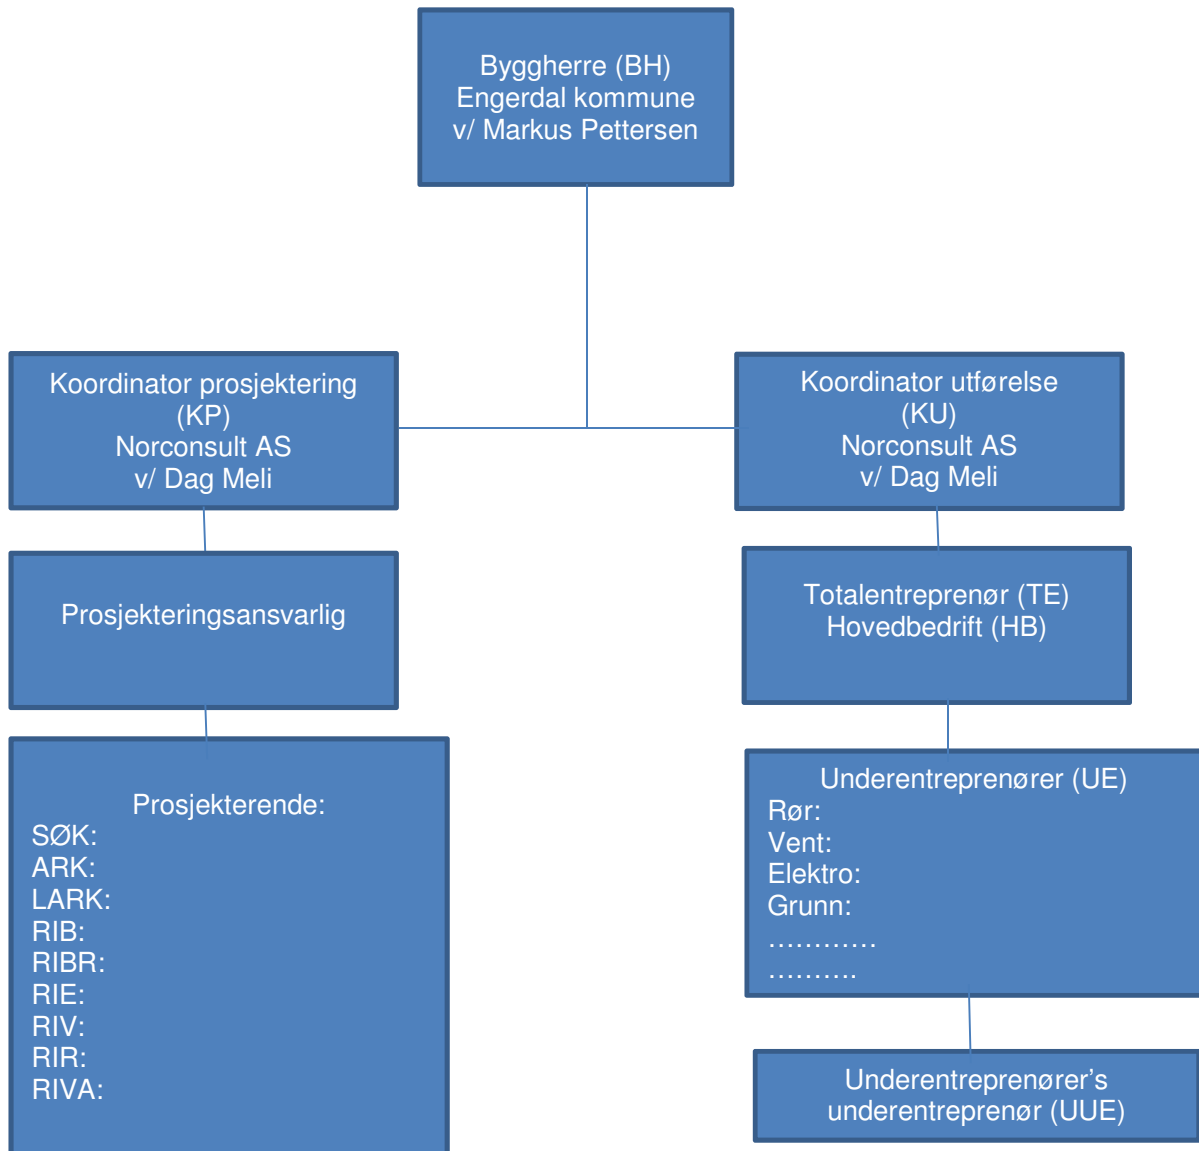 Byggherre (BH)
Engerdal kommune
v/ Markus Pettersen
Koordinator prosjektering
(KP)
Norconsult AS
v/ Dag Meli
Koordinator utførelse
(KU)
Norconsult AS
v/ Dag Meli
Prosjekteringsansvarlig
Totalentreprenør (TE)
Hovedbedrift (HB)
Prosjekterende:
SØK:
ARK:
LARK:
RIB:
RIBR:
RIE:
RIV:
RIR:
RIVA:
Underentreprenører (UE)
Rør:
Vent:
Elektro:
Grunn:
…………
……….
Underentreprenører’s
underentreprenør (UUE)